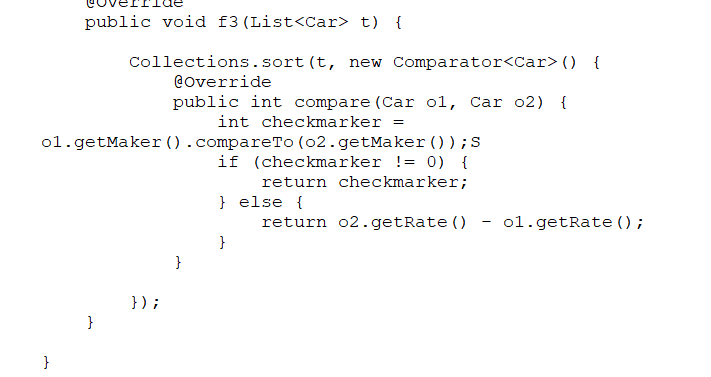 @Override
    public void f3(List<Car> t) {

        Collections.sort(t, new Comparator<Car>() {
            @Override
            public int compare(Car o1, Car o2) {
                int checkmarker =
o1.getMaker().compareTo(o2.getMaker());S
                if (checkmarker != 0) {
                    return checkmarker;
                } else {
                    return o2.getRate() - o1.getRate();
                }
            }

        });
    }

}